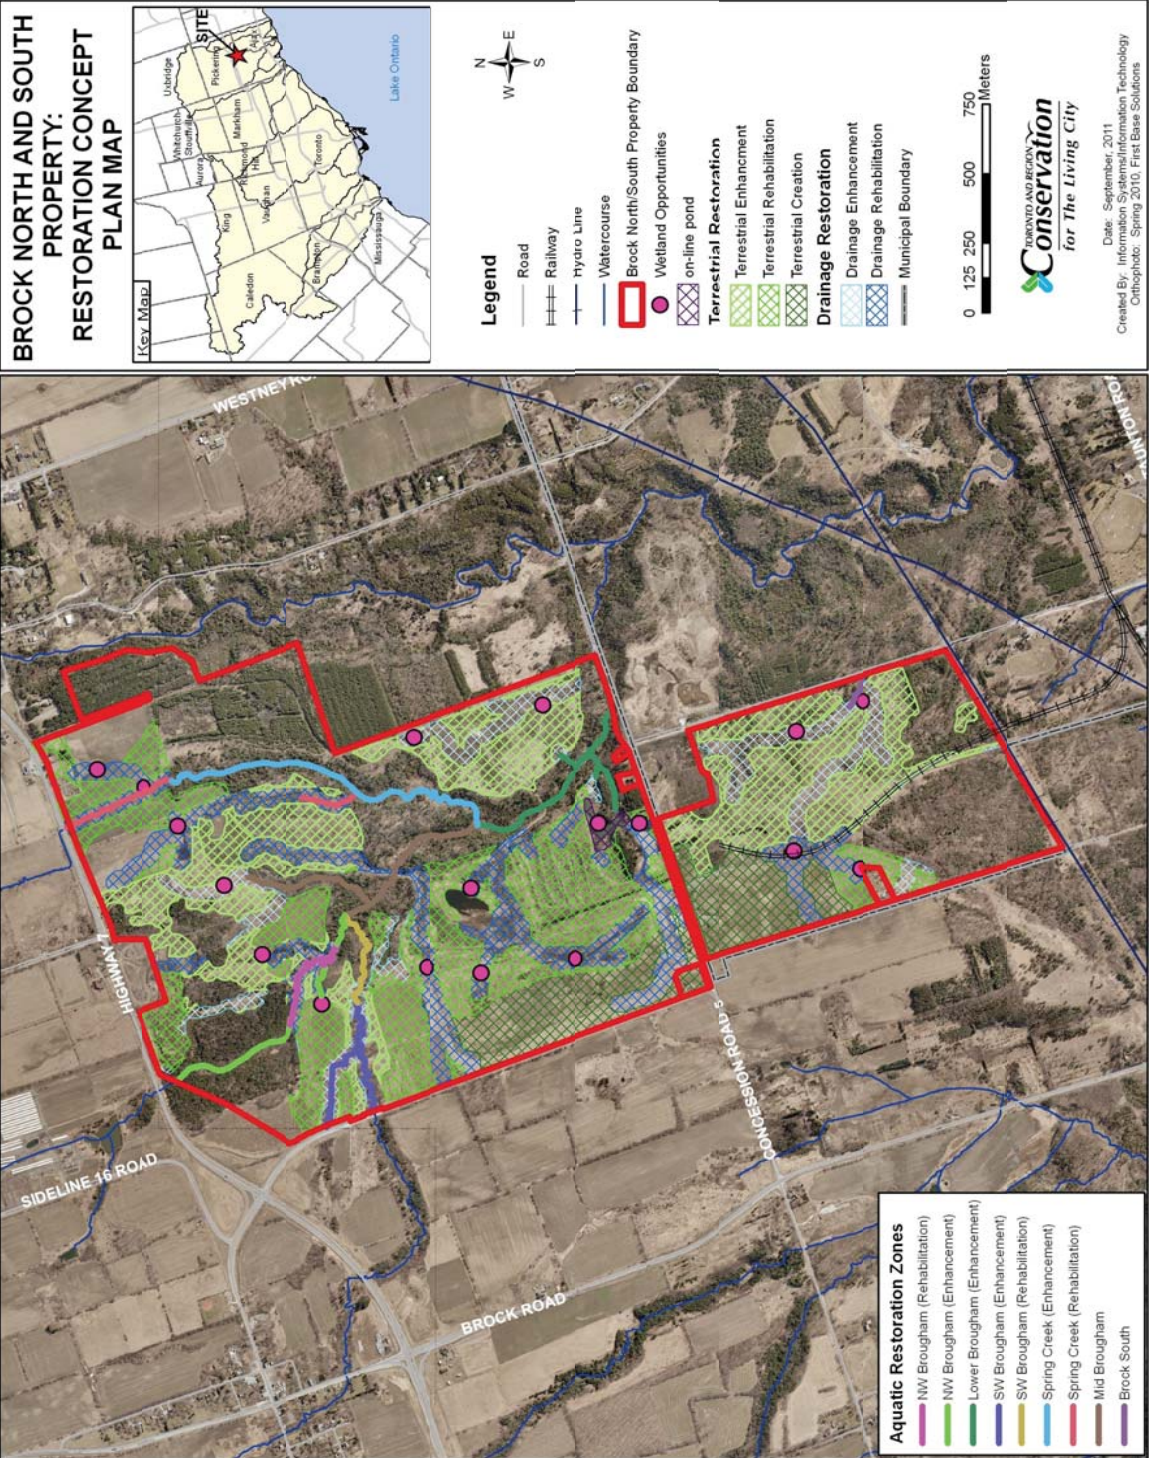 BROCK NORTH AND SOUTH
PROPERTY:
RESTORATION CONCEPT
PLAN MAP
Key Map
SITE
Uxbridge
Pickering
Ajax
Whitchurch-
Stouffville
Markham
Aurora
Richmond
Hill
Toronto
King
Vaughan
Caledon
Brampton
Mississauga
Lake Ontario
N
W E
S
Legend
Road
Railway
Hydro Line
Watercourse
Brock North/South Property Boundary
Wetland Opportunities
on-line pond
Terrestrial Restoration
Terrestrial Enhancment
Terrestrial Rehabilitation
Terrestrial Creation
Drainage Restoration
Drainage Enhancement
Drainage Rehabilitation
Municipal Boundary
0 125 250 500 750
Meters
TORONTO AND REGION
Conservation
for The Living City
Date: September, 2011
Created By: Information Systems/Information Technology
Orthophoto: Spring 2010, First Base Solutions
WESTNEY
HIGHWAY 7
SIDELINE 16 ROAD
BROCK ROAD
CONCESSION ROAD 5
Aquatic Restoration Zones
NW Brougham (Rehabilitation)
NW Brougham (Enhancement)
Lower Brougham (Enhancement)
SW Brougham (Enhancement)
SW Brougham (Rehabilitation)
Spring Creek (Enhancement)
Spring Creek (Rehabilitation)
Mid Brougham
Brock South